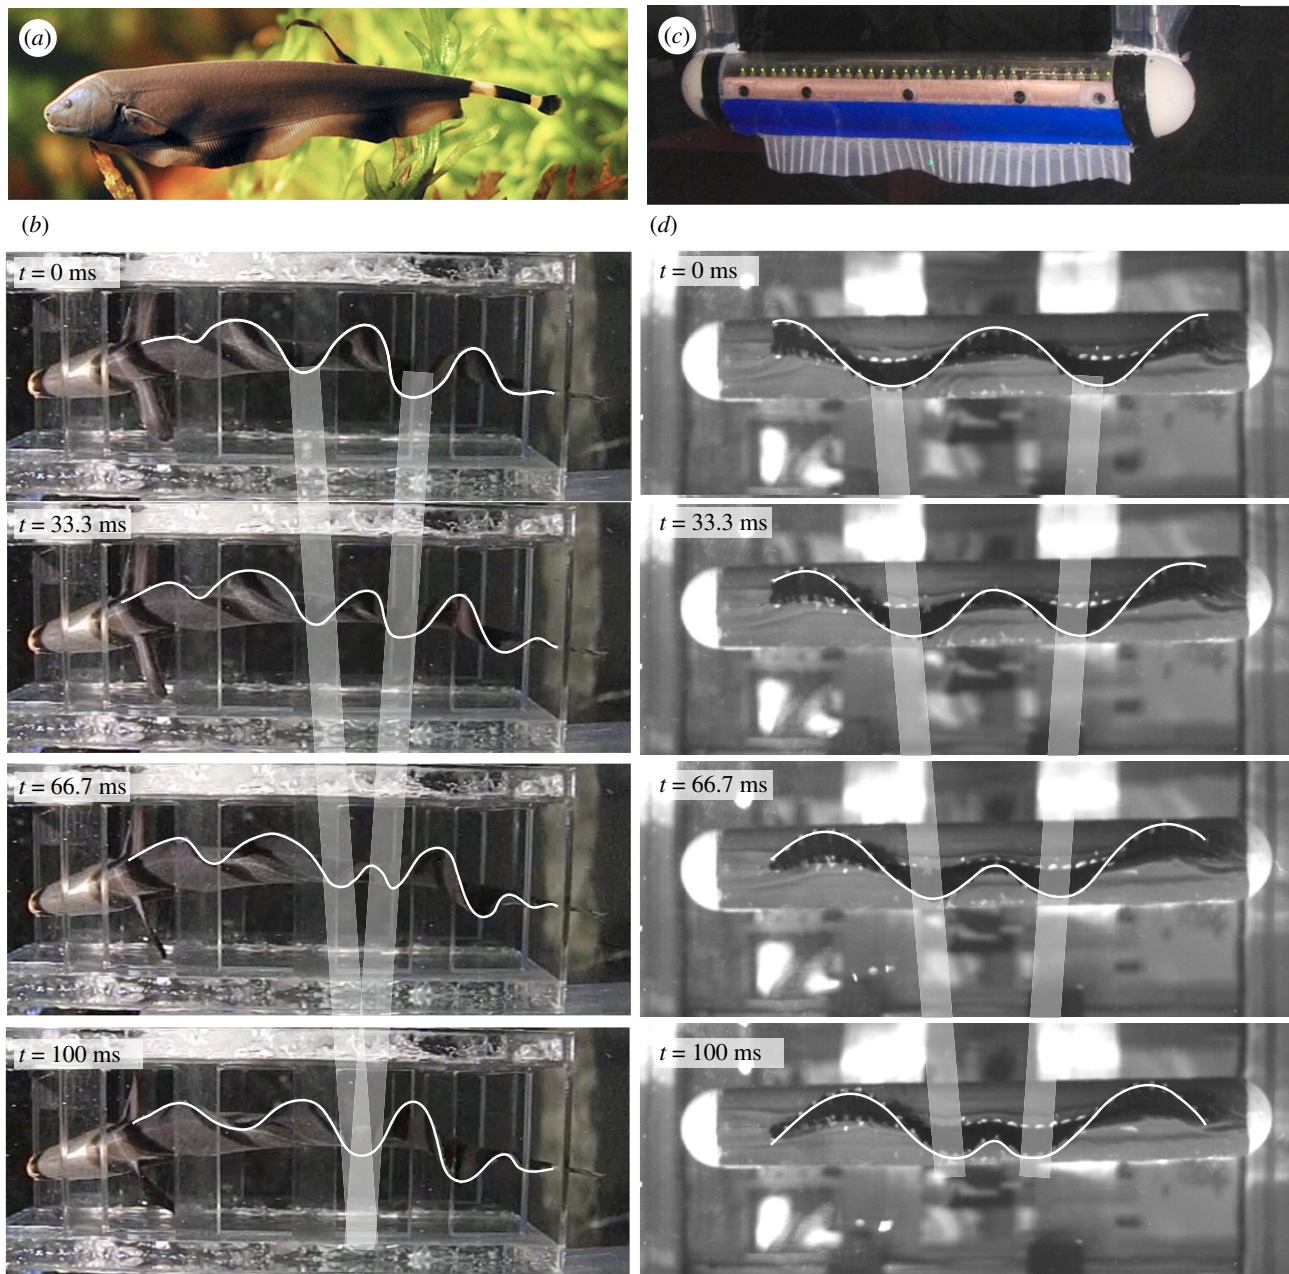 (a)
(c)
(b)
(d)
t = 0 ms
t = 0 ms
t = 33.3 ms
t = 33.3 ms
t = 66.7 ms
t = 66.7 ms
t = 100 ms
t = 100 ms